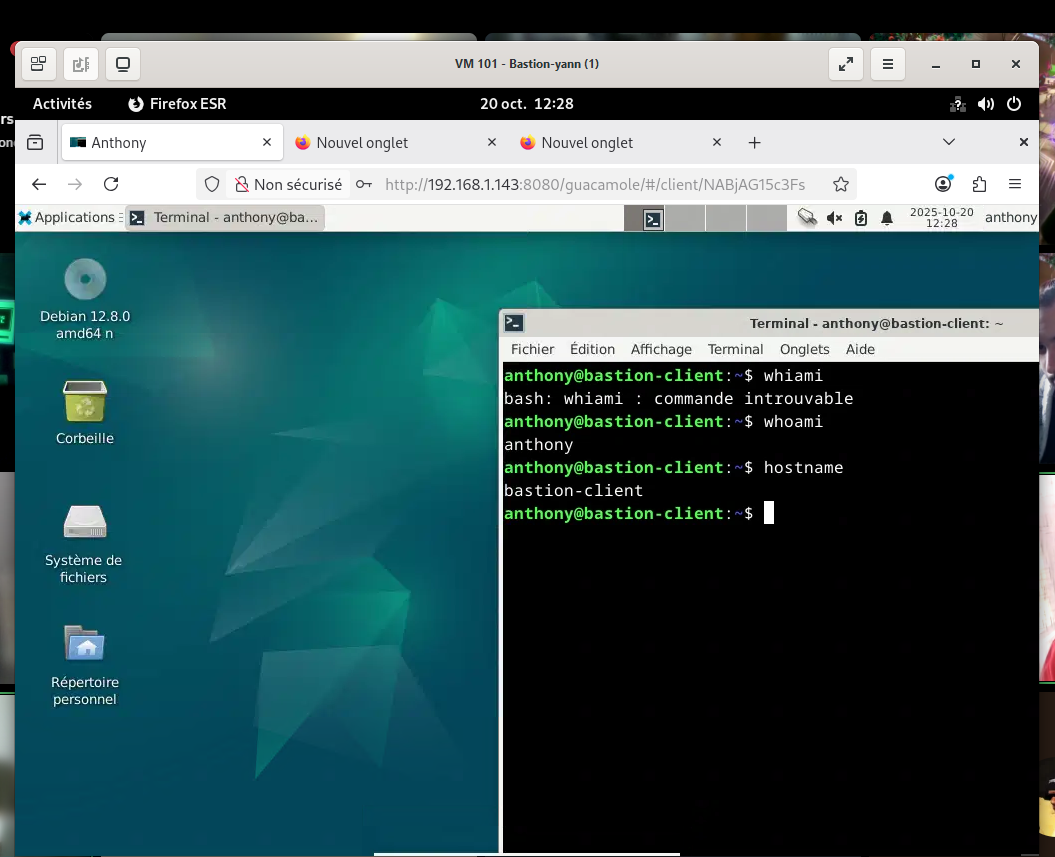 VM 101 - Bastion-yann (1)
Activités
Firefox ESR
20 oct. 12:28
Anthony
Nouvel onglet
Nouvel onglet
Non sécurisé
http://192.168.1.143:8080/guacamole/#/client/NABjAG15c3Fs
Applications
Terminal - anthony@ba...
2025-10-20
12:28
anthony
Debian 12.8.0
amd64 n
Corbeille
Système de
fichiers
Répertoire
personnel
Terminal - anthony@bastion-client: ~
Fichier Édition Affichage Terminal Onglets Aide
anthony@bastion-client:~$ whiami
bash: whiami : commande introuvable
anthony@bastion-client:~$ whoami
anthony
anthony@bastion-client:~$ hostname
bastion-client
anthony@bastion-client:~$